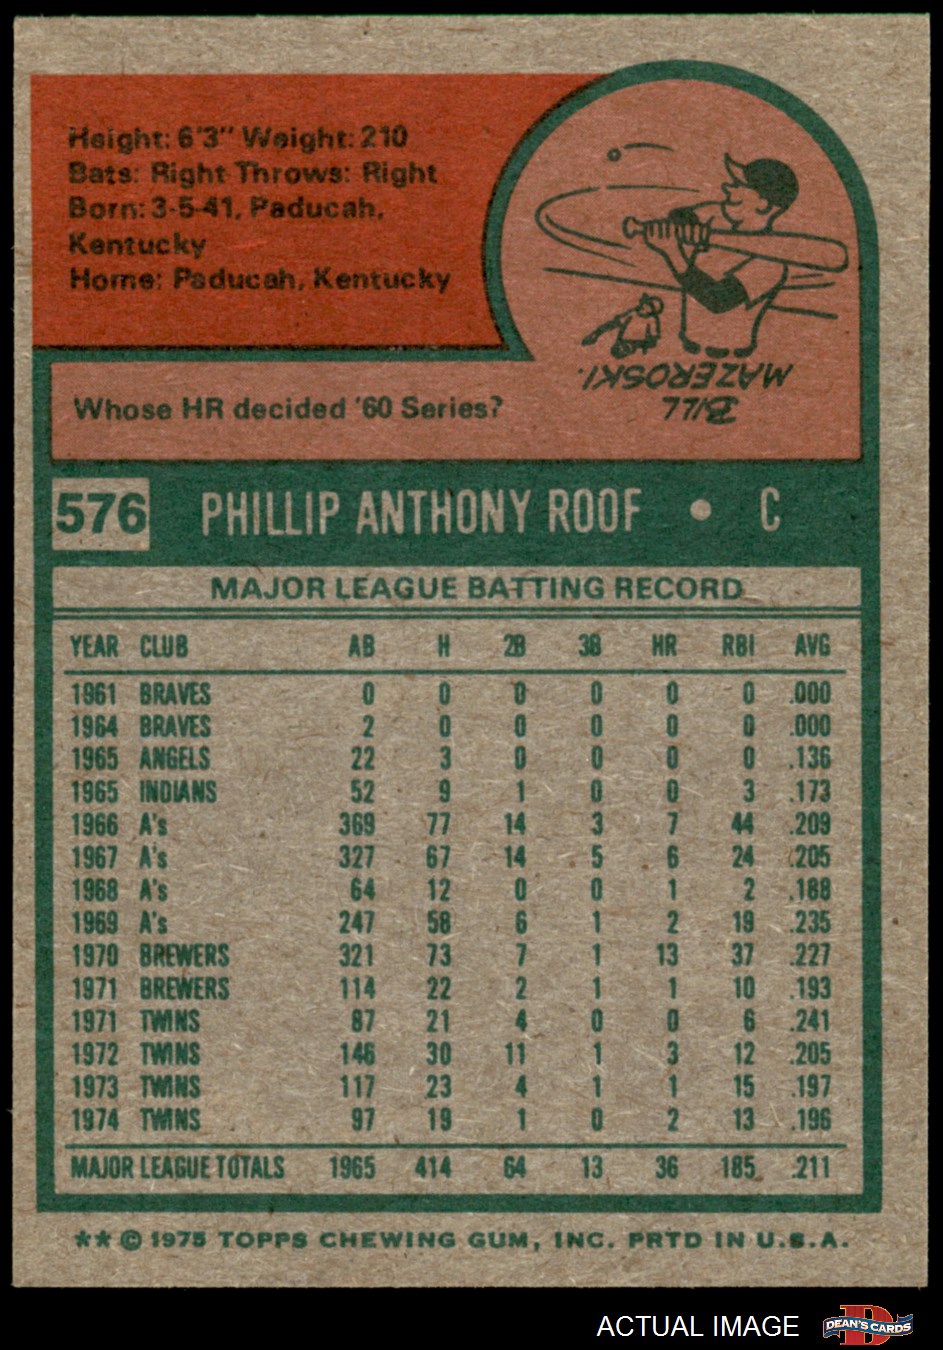 Height: 6'3" Weight: 210
Bats: Right Throws: Right
Born: 3-5-41, Paducah,
Kentucky
Home: Paducah, Kentucky
BILL
MAZEROSKI.
Whose HR decided '60 Series?
576 PHILLIP ANTHONY ROOF • C
MAJOR LEAGUE BATTING RECORD
YEAR CLUB AB H 2B 3B HR RBI AVG
1961 BRAVES 0 0 0 0 0 0 .000
1964 BRAVES 2 0 0 0 0 0 .000
1965 ANGELS 22 3 0 0 0 0 .136
1965 INDIANS 52 9 1 0 0 3 .173
1966 A's 369 77 14 3 7 44 .209
1967 A's 327 67 14 5 6 24 .205
1968 A's 64 12 0 0 1 2 .188
1969 A's 247 58 6 1 2 19 .235
1970 BREWERS 321 73 7 1 13 37 .227
1971 BREWERS 114 22 2 1 1 10 .193
1971 TWINS 87 21 4 0 0 6 .241
1972 TWINS 146 30 11 1 3 12 .205
1973 TWINS 117 23 4 1 1 15 .197
1974 TWINS 97 19 1 0 2 13 .196
MAJOR LEAGUE TOTALS 1965 414 64 13 36 185 .211
★★ © 1975 TOPPS CHEWING GUM, INC. PRTD IN U.S.A.
ACTUAL IMAGE
D
DEAN'S CARDS